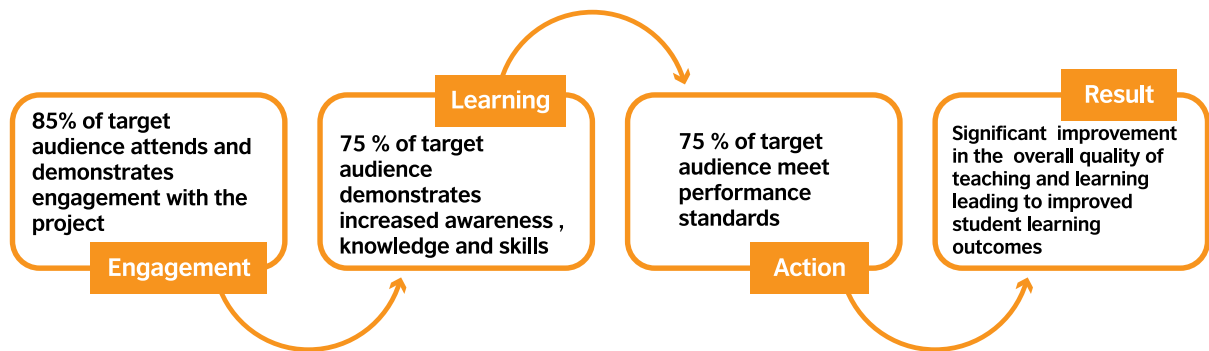 85% of target
audience attends and
demonstrates
engagement with the
project
Engagement
Learning
75 % of target
audience
demonstrates
increased awareness ,
knowledge and skills
75 % of target
audience meet
performance
standards
Action
Result
Significant improvement
in the overall quality of
teaching and learning
leading to improved
student learning
outcomes